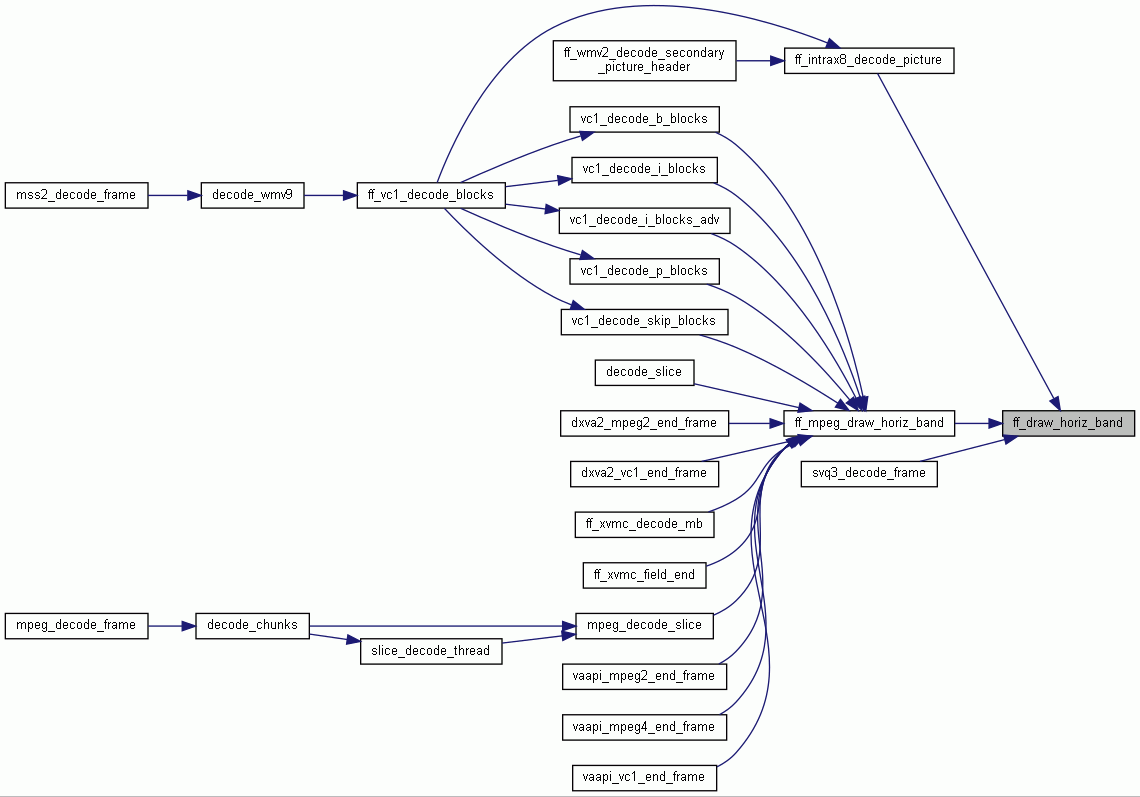 ff_wmv2_decode_secondary
_picture_header
ff_intrax8_decode_picture
vc1_decode_b_blocks
vc1_decode_i_blocks
mss2_decode_frame
decode_wmv9
ff_vc1_decode_blocks
vc1_decode_i_blocks_adv
vc1_decode_p_blocks
vc1_decode_skip_blocks
decode_slice
dxva2_mpeg2_end_frame
ff_mpeg_draw_horiz_band
ff_draw_horiz_band
dxva2_vc1_end_frame
svq3_decode_frame
ff_xvmc_decode_mb
ff_xvmc_field_end
mpeg_decode_frame
decode_chunks
mpeg_decode_slice
slice_decode_thread
vaapi_mpeg2_end_frame
vaapi_mpeg4_end_frame
vaapi_vc1_end_frame